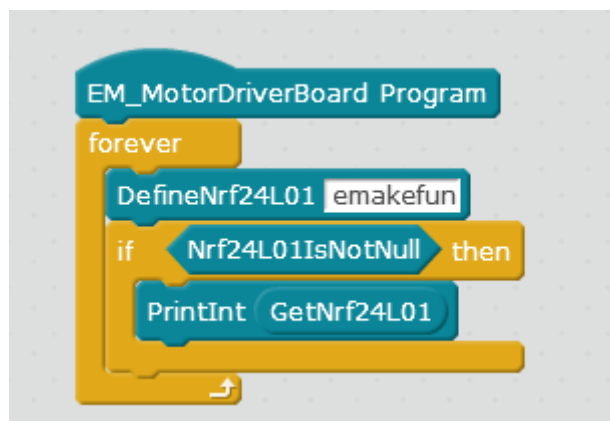 EM_MotorDriverBoard Program
forever
DefineNrf24L01 emakefun
if Nrf24L01IsNotNull then
PrintInt GetNrf24L01